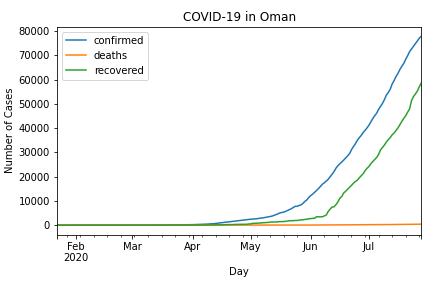 COVID-19 in Oman
confirmed
deaths
recovered
80000
70000
60000
50000
40000
30000
20000
10000
0
Number of Cases
Feb Mar Apr May Jun Jul
2020
Day